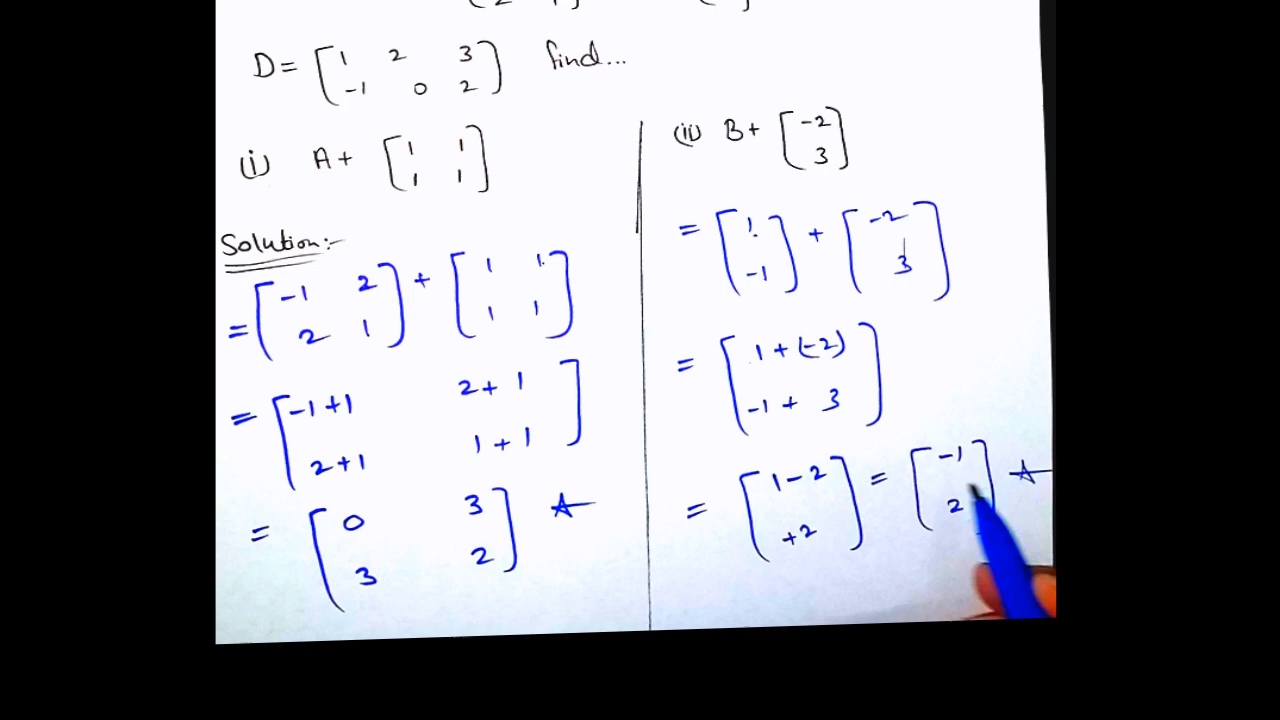 D = [ 1 2 3
-1 0 2 ] find...
(i) A + [ 1 1
1 1 ]
Solution:-
= [ -1 2
2 1 ] + [ 1 1
1 1 ]
= [ -1 +1 2 + 1
2 +1 1 + 1 ]
= [ 0 3
3 2 ]
(ii) B + [ -2
3 ]
= [ 1
-1 ] + [ -2
3 ]
= [ 1 + (-2)
-1 + 3 ]
= [ 1 - 2
+2 ] = [ -1
2 ]